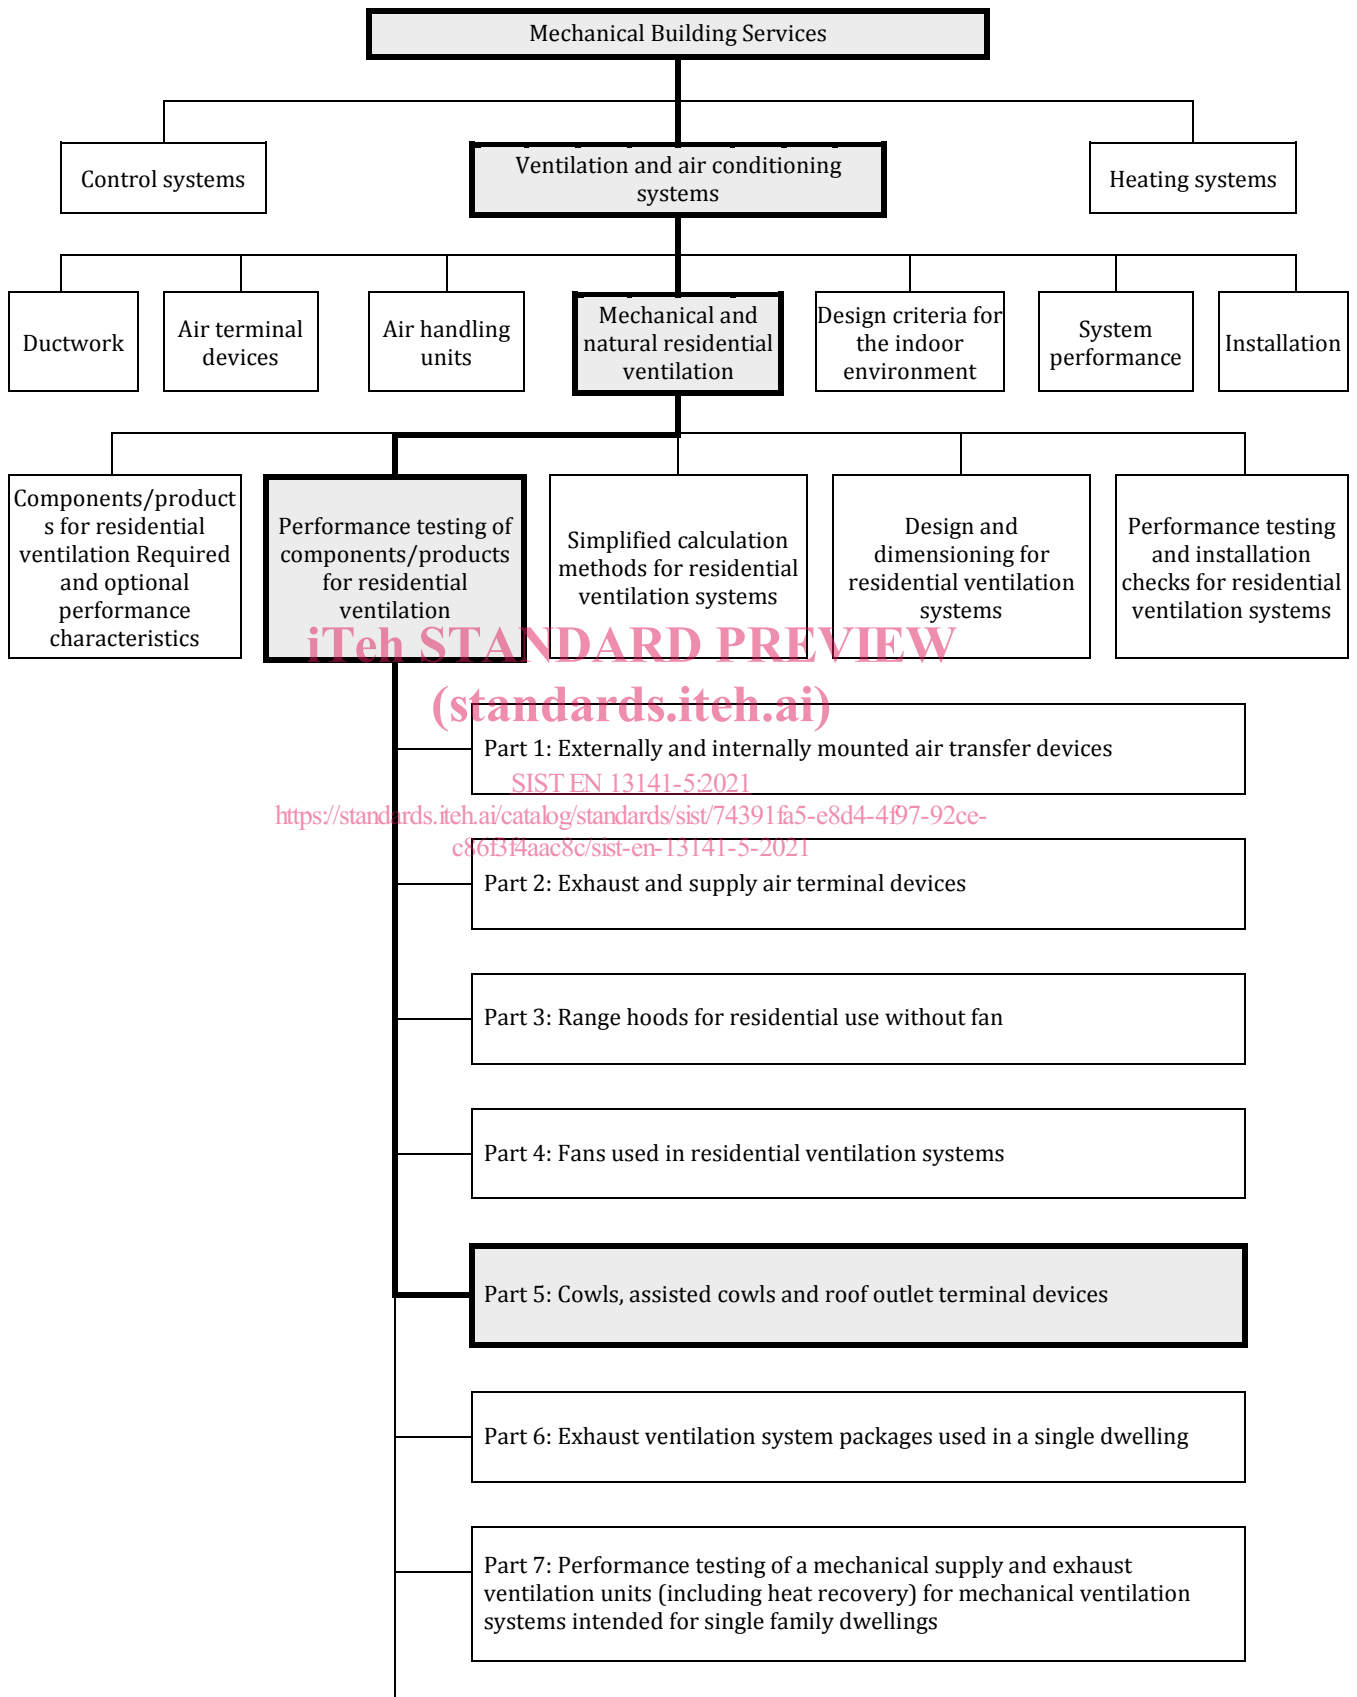 Mechanical Building Services
Control systems
Ventilation and air conditioning
systems
Heating systems
Ductwork
Air terminal
devices
Air handling
units
Mechanical and
natural residential
ventilation
Design criteria for
the indoor
environment
System
performance
Installation
Components/product
s for residential
ventilation Required
and optional
performance
characteristics
Performance testing of
components/products
for residential
ventilation
Simplified calculation
methods for residential
ventilation systems
Design and
dimensioning for
residential ventilation
systems
Performance testing
and installation
checks for residential
ventilation systems
iTeh STANDARD PREVIEW
(standards.iteh.ai)
Part 1: Externally and internally mounted air transfer devices
SIST EN 13141-5:2021
https://standards.iteh.ai/catalog/standards/sist/74391fa5-e8d4-4f97-92ce-
c86f3f4aac8c/sist-en-13141-5-2021
Part 2: Exhaust and supply air terminal devices
Part 3: Range hoods for residential use without fan
Part 4: Fans used in residential ventilation systems
Part 5: Cowls, assisted cowls and roof outlet terminal devices
Part 6: Exhaust ventilation system packages used in a single dwelling
Part 7: Performance testing of a mechanical supply and exhaust
ventilation units (including heat recovery) for mechanical ventilation
systems intended for single family dwellings